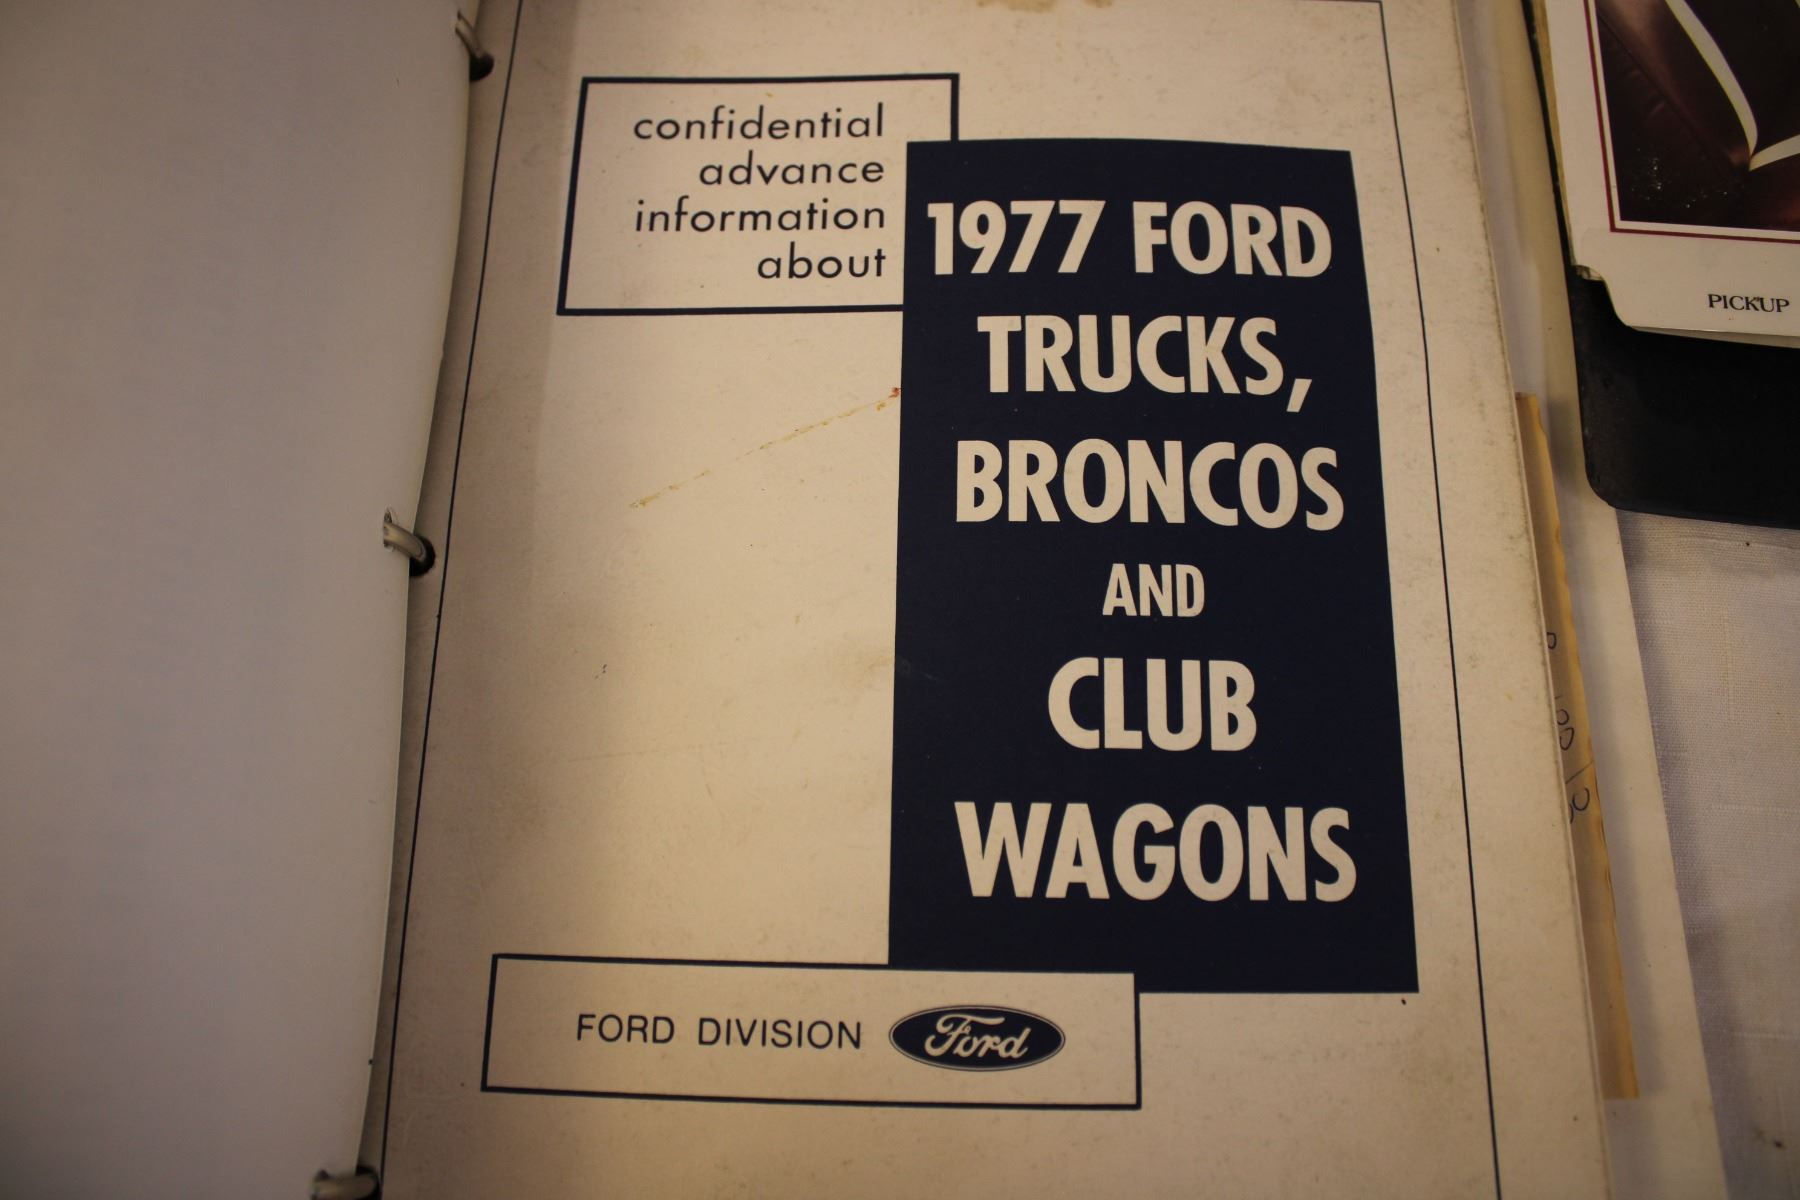 confidential
advance
information
about
1977 FORD
TRUCKS,
BRONCOS
AND
CLUB
WAGONS
FORD DIVISION Ford
PICKUP